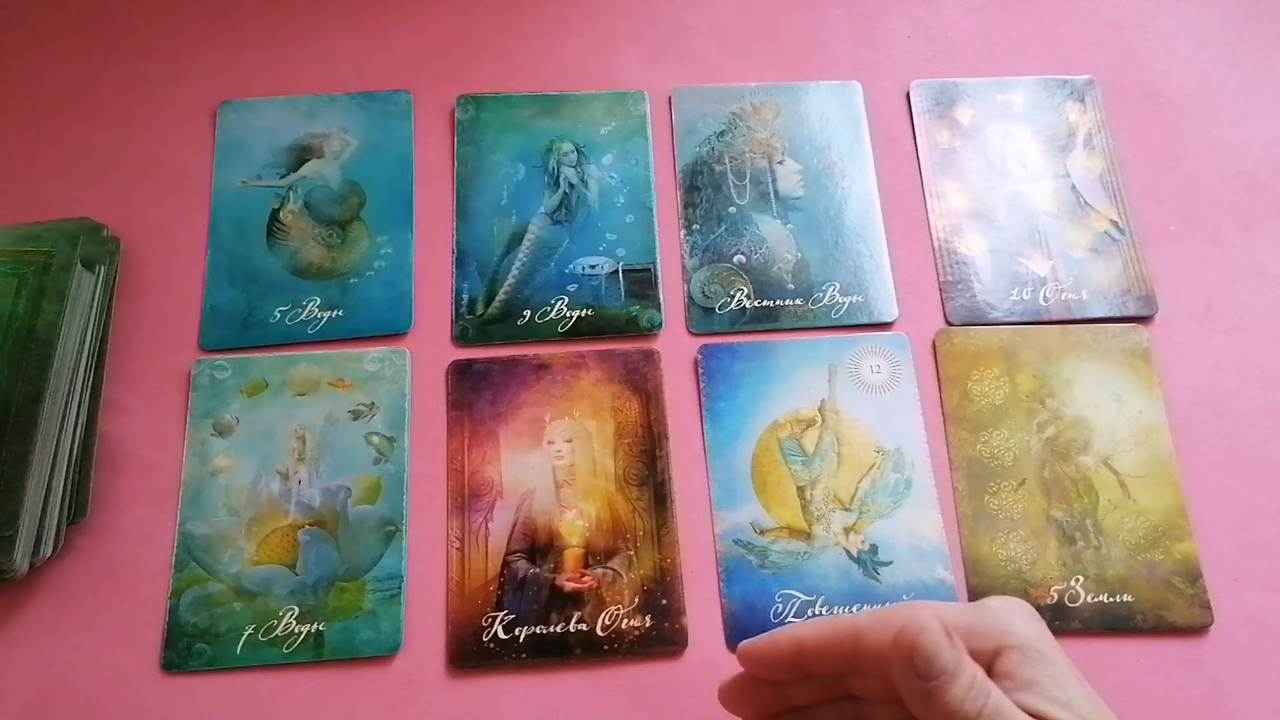 5 Воды
9 Воды
Вестник Воды
10 Огня
7 Воды
Королева Огня
12
Повешенный
5 Земли